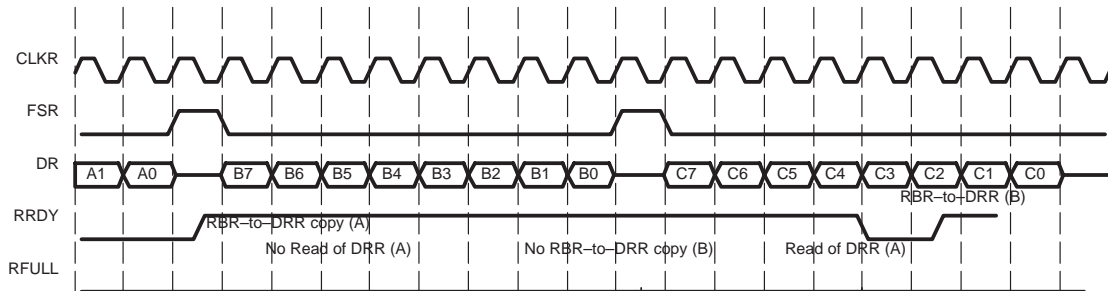 CLKR
FSR
DR A1 A0 B7 B6 B5 B4 B3 B2 B1 B0 C7 C6 C5 C4 C3 C2 C1 C0
RBR–to–DRR (B)
RRDY RBR–to–DRR copy (A)
No Read of DRR (A) No RBR–to–DRR copy (B) Read of DRR (A)
RFULL